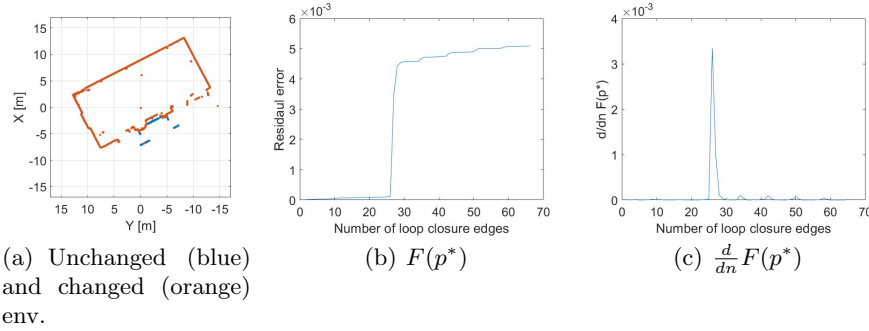 15
10
5
0
-5
-10
-15
X [m]
15 10 5 0 -5 -10 -15
Y [m]
(a) Unchanged (blue)
and changed (orange)
env.
6 ×10⁻³
5
4
3
2
1
0
Residaul error
0 10 20 30 40 50 60 70
Number of loop closure edges
(b) F(p*)
4 ×10⁻³
3
2
1
0
d/dn F(p*)
0 10 20 30 40 50 60 70
Number of loop closure edges
(c) d/dn F(p*)